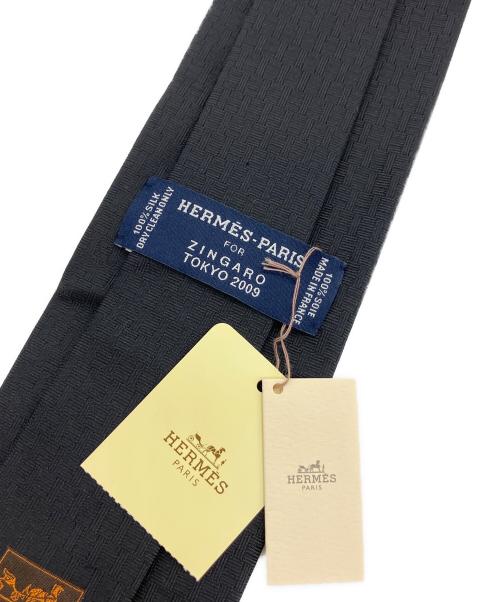 100% SILK
DRY CLEAN ONLY
HERMÈS-PARIS
FOR
ZINGARO
TOKYO 2009
100% SOIE
MADE IN FRANCE
HERMÈS
PARIS
HERMÈS
PARIS